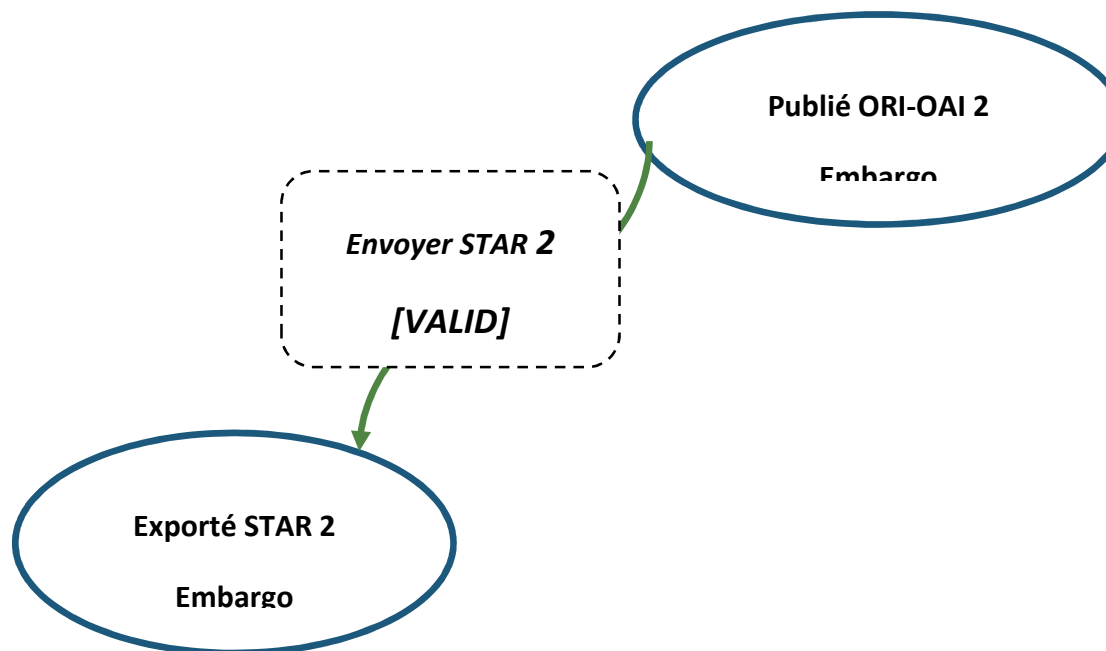 Publié ORI-OAI 2
Embargo
Envoyer STAR 2
[VALID]
Exporté STAR 2
Embargo